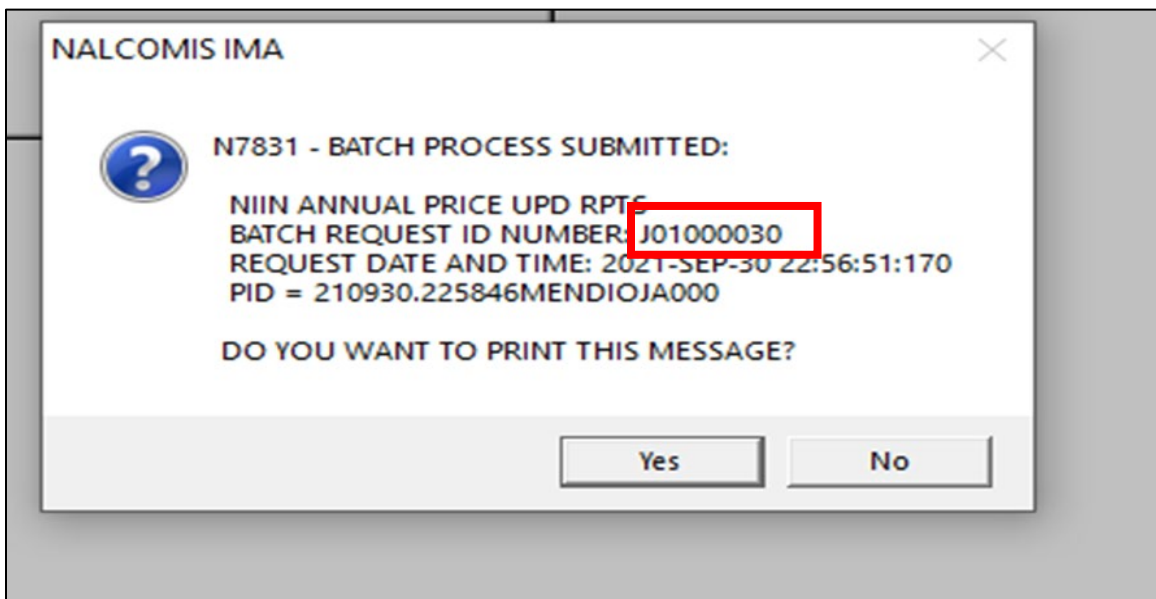 NALCOMIS IMA
N7831 - BATCH PROCESS SUBMITTED:
NIIN ANNUAL PRICE UPD RPTS
BATCH REQUEST ID NUMBER: J01000030
REQUEST DATE AND TIME: 2021-SEP-30 22:56:51:170
PID = 210930.225846MENDIOJA000
DO YOU WANT TO PRINT THIS MESSAGE?
Yes No